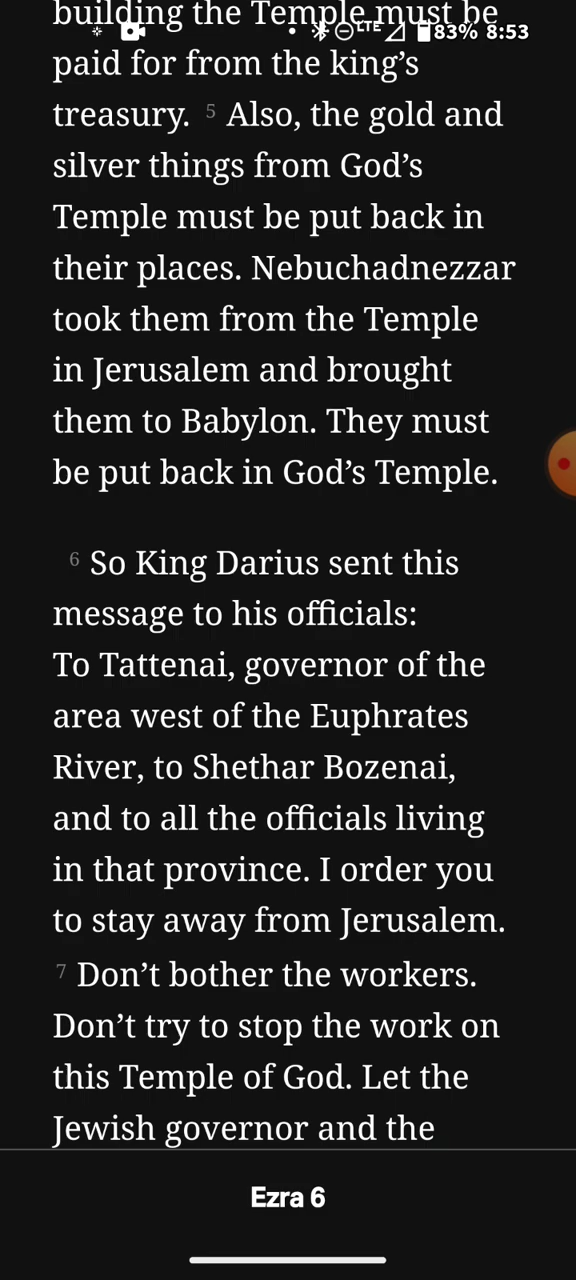 building the Temple must be
LTE 83% 8:53
paid for from the king’s
treasury. 5 Also, the gold and
silver things from God’s
Temple must be put back in
their places. Nebuchadnezzar
took them from the Temple
in Jerusalem and brought
them to Babylon. They must
be put back in God’s Temple.
6 So King Darius sent this
message to his officials:
To Tattenai, governor of the
area west of the Euphrates
River, to Shethar Bozenai,
and to all the officials living
in that province. I order you
to stay away from Jerusalem.
7 Don’t bother the workers.
Don’t try to stop the work on
this Temple of God. Let the
Jewish governor and the
Ezra 6